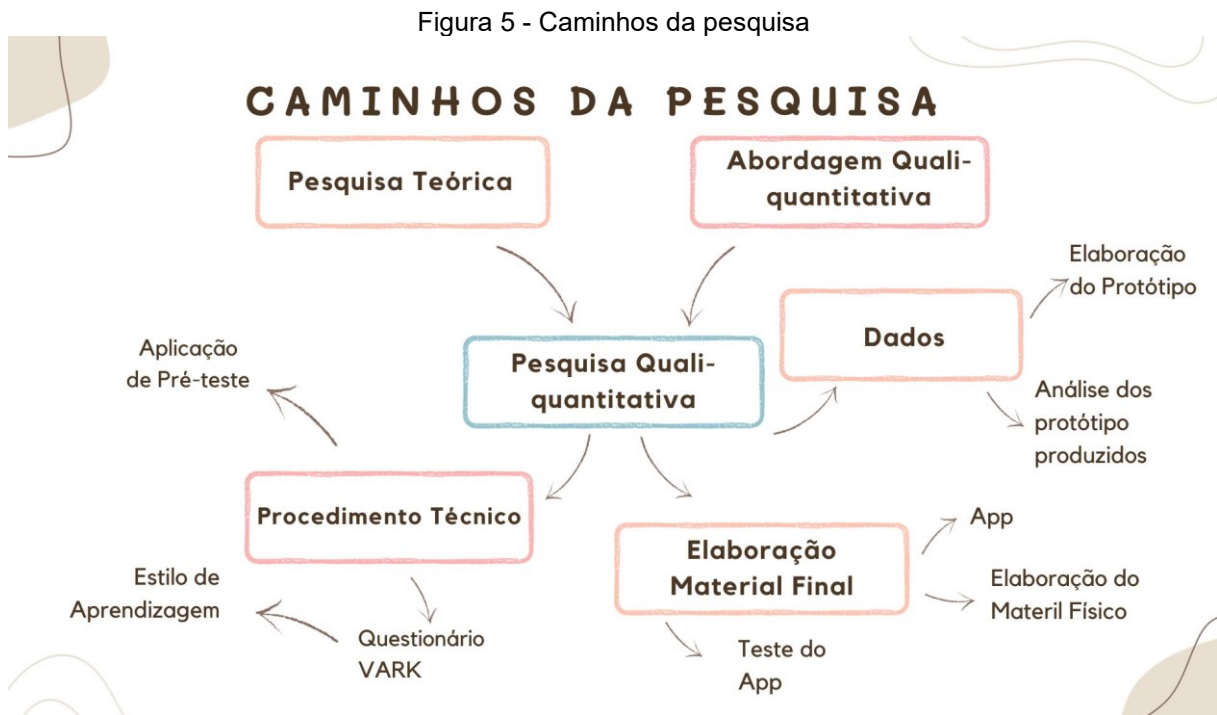 Figura 5 - Caminhos da pesquisa
CAMINHOS DA PESQUISA
Pesquisa Teórica
Abordagem Quali-
quantitativa
Elaboração
do Protótipo
Dados
Aplicação
de Pré-teste
Pesquisa Quali-
quantitativa
Análise dos
protótipo
produzidos
Procedimento Técnico
Elaboração
Material Final
App
Elaboração do
Materil Físico
Estilo de
Aprendizagem
Questionário
VARK
Teste do
App